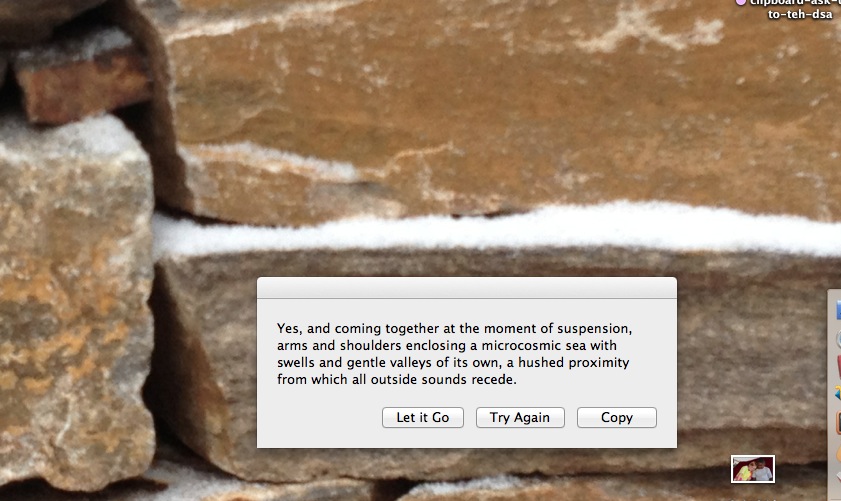 to-teh-dsa
Yes, and coming together at the moment of suspension,
arms and shoulders enclosing a microcosmic sea with
swells and gentle valleys of its own, a hushed proximity
from which all outside sounds recede.
Let it Go Try Again Copy